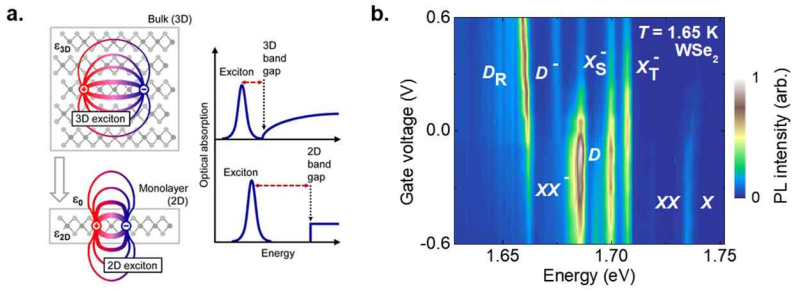 a.
Bulk (3D)
ε3D
+
−
3D exciton
Monolayer
(2D)
ε0
ε2D
+
−
2D exciton
Optical absorption
Exciton
3D
band
gap
Exciton
2D
band
gap
Energy
b.
Gate voltage (V)
0.6
0.0
-0.6
T = 1.65 K
WSe2
DR
D-
XS-
XT-
D
XX-
XX
X
1.65
1.70
1.75
Energy (eV)
1
0
PL intensity (arb.)